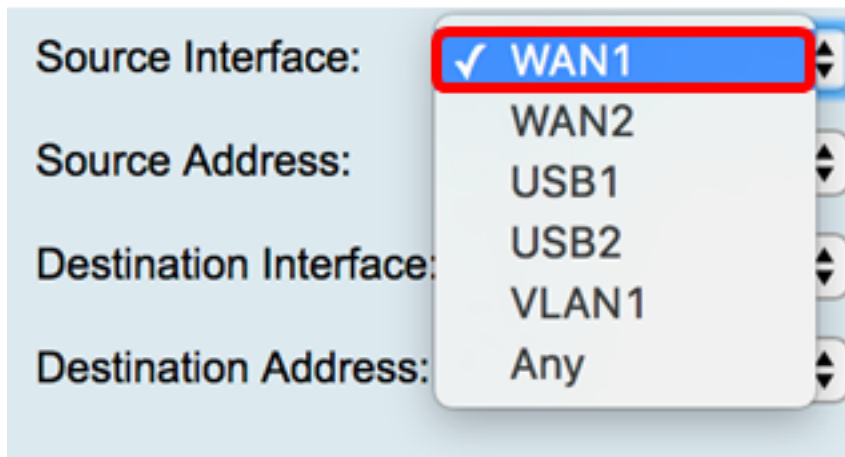 Source Interface:
✓ WAN1
WAN2
Source Address:
USB1
USB2
Destination Interface:
VLAN1
Destination Address:
Any